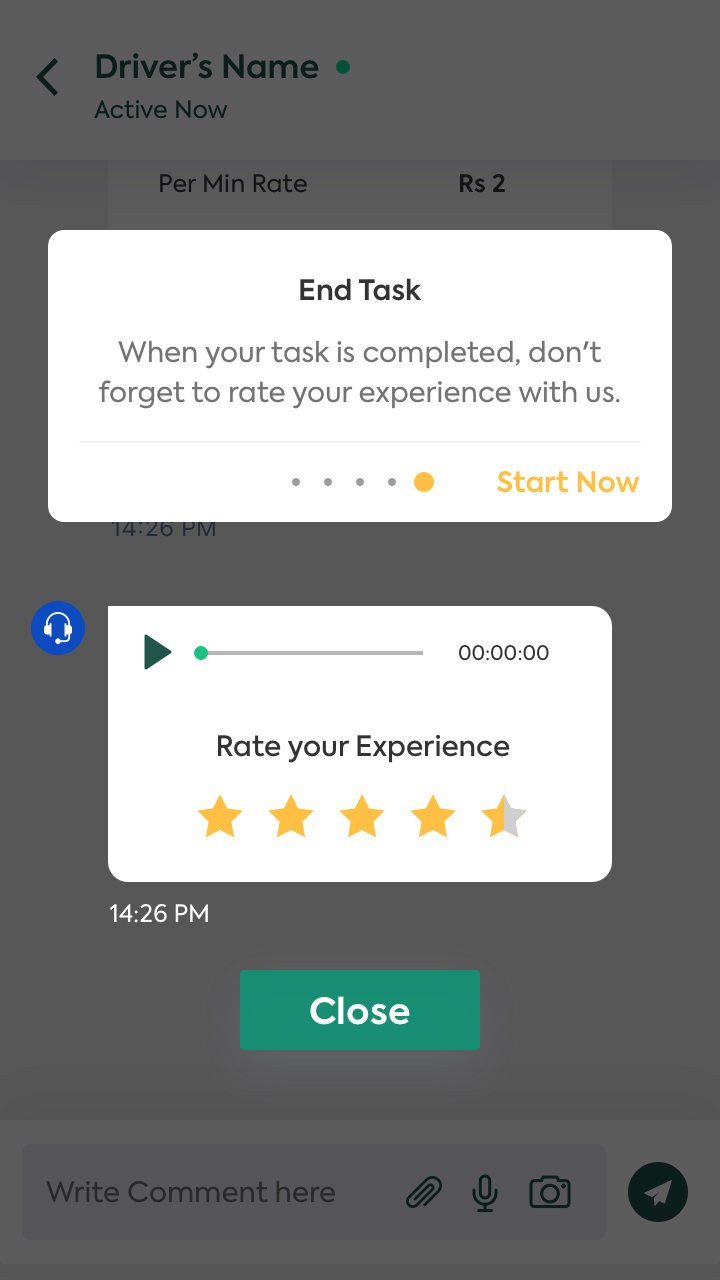 Driver’s Name
Active Now
Per Min Rate Rs 2
End Task
When your task is completed, don't
forget to rate your experience with us.
Start Now
14:26 PM
00:00:00
Rate your Experience
14:26 PM
Close
Write Comment here